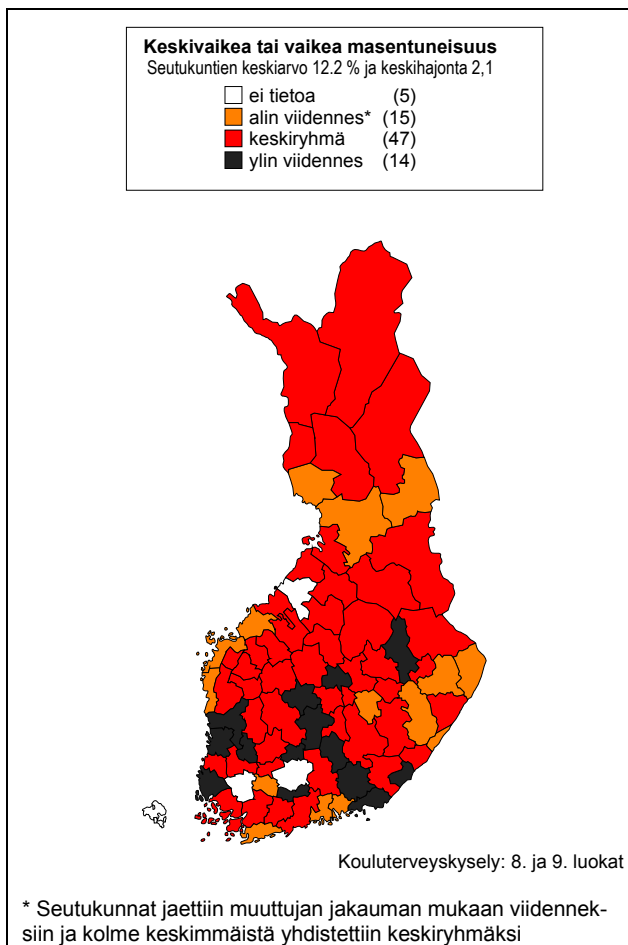 Keskivaikea tai vaikea masentuneisuus
Seutukuntien keskiarvo 12.2 % ja keskihajonta 2,1
ei tietoa (5)
alin viidennes* (15)
keskiryhmä (47)
ylin viidennes (14)
Kouluterveyskysely: 8. ja 9. luokat
* Seutukunnat jaettiin muuttujan jakauman mukaan viidennek-
siin ja kolme keskimmäistä yhdistettiin keskiryhmäksi